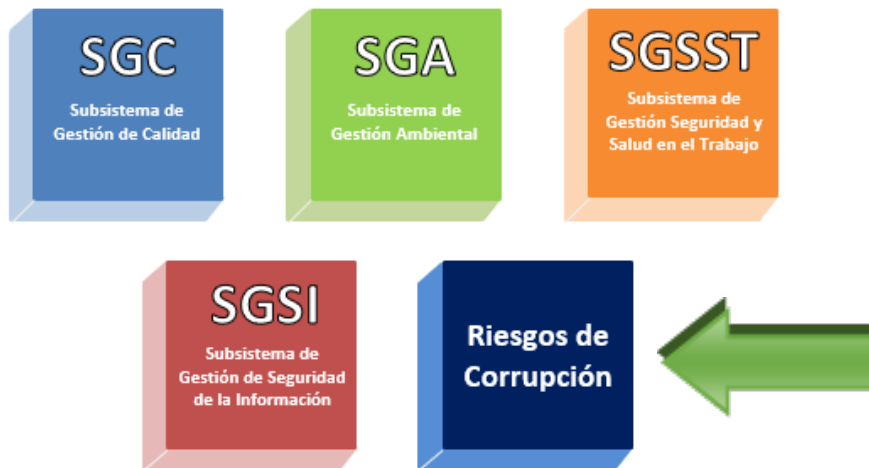 SGC
Subsistema de
Gestión de Calidad
SGA
Subsistema de
Gestión Ambiental
SGSST
Subsistema de
Gestión Seguridad y
Salud en el Trabajo
SGSI
Subsistema de
Gestión de Seguridad
de la Información
Riesgos de
Corrupción